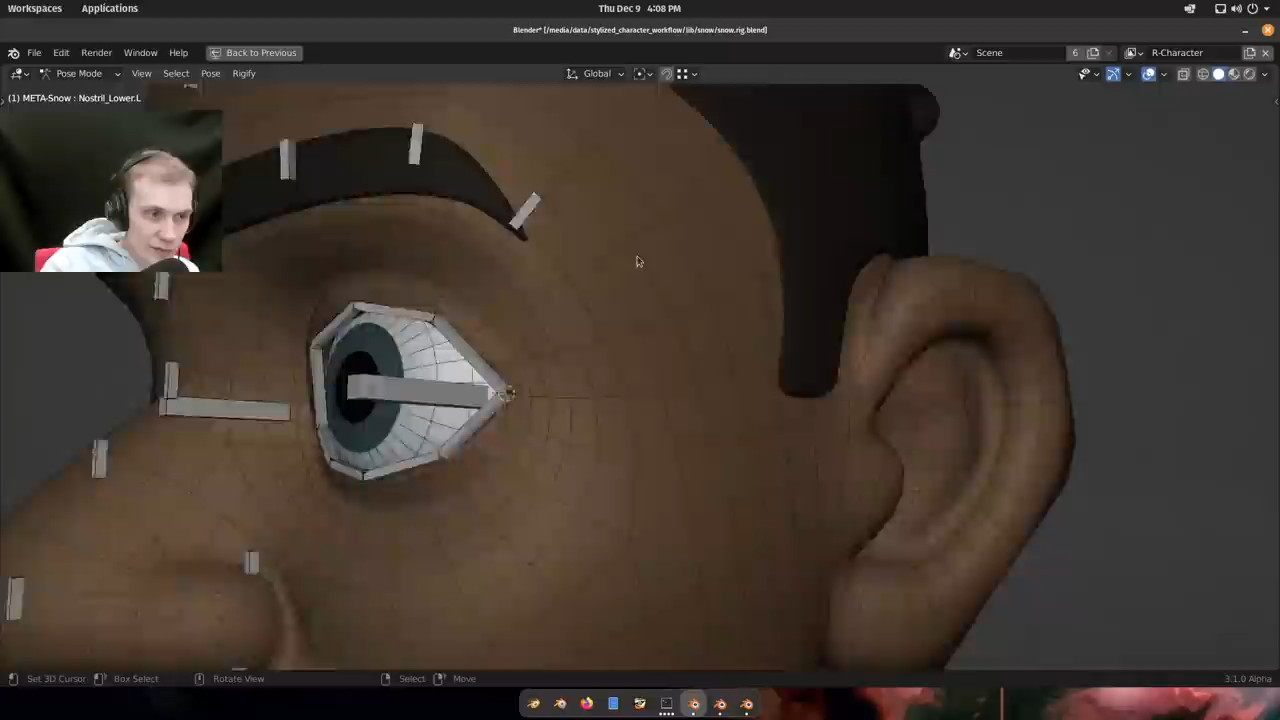 Workspaces Applications Thu Dec 9 4:08 PM
Blender* [/media/data/stylized_character_workflow/lib/snow/snow.rig.blend]
File Edit Render Window Help Back to Previous Scene 6 R-Character
Pose Mode View Select Pose Rigify Global
(1) META-Snow : Nostril_Lower.L
Set 3D Cursor Box Select Rotate View Select Move 3.1.0 Alpha